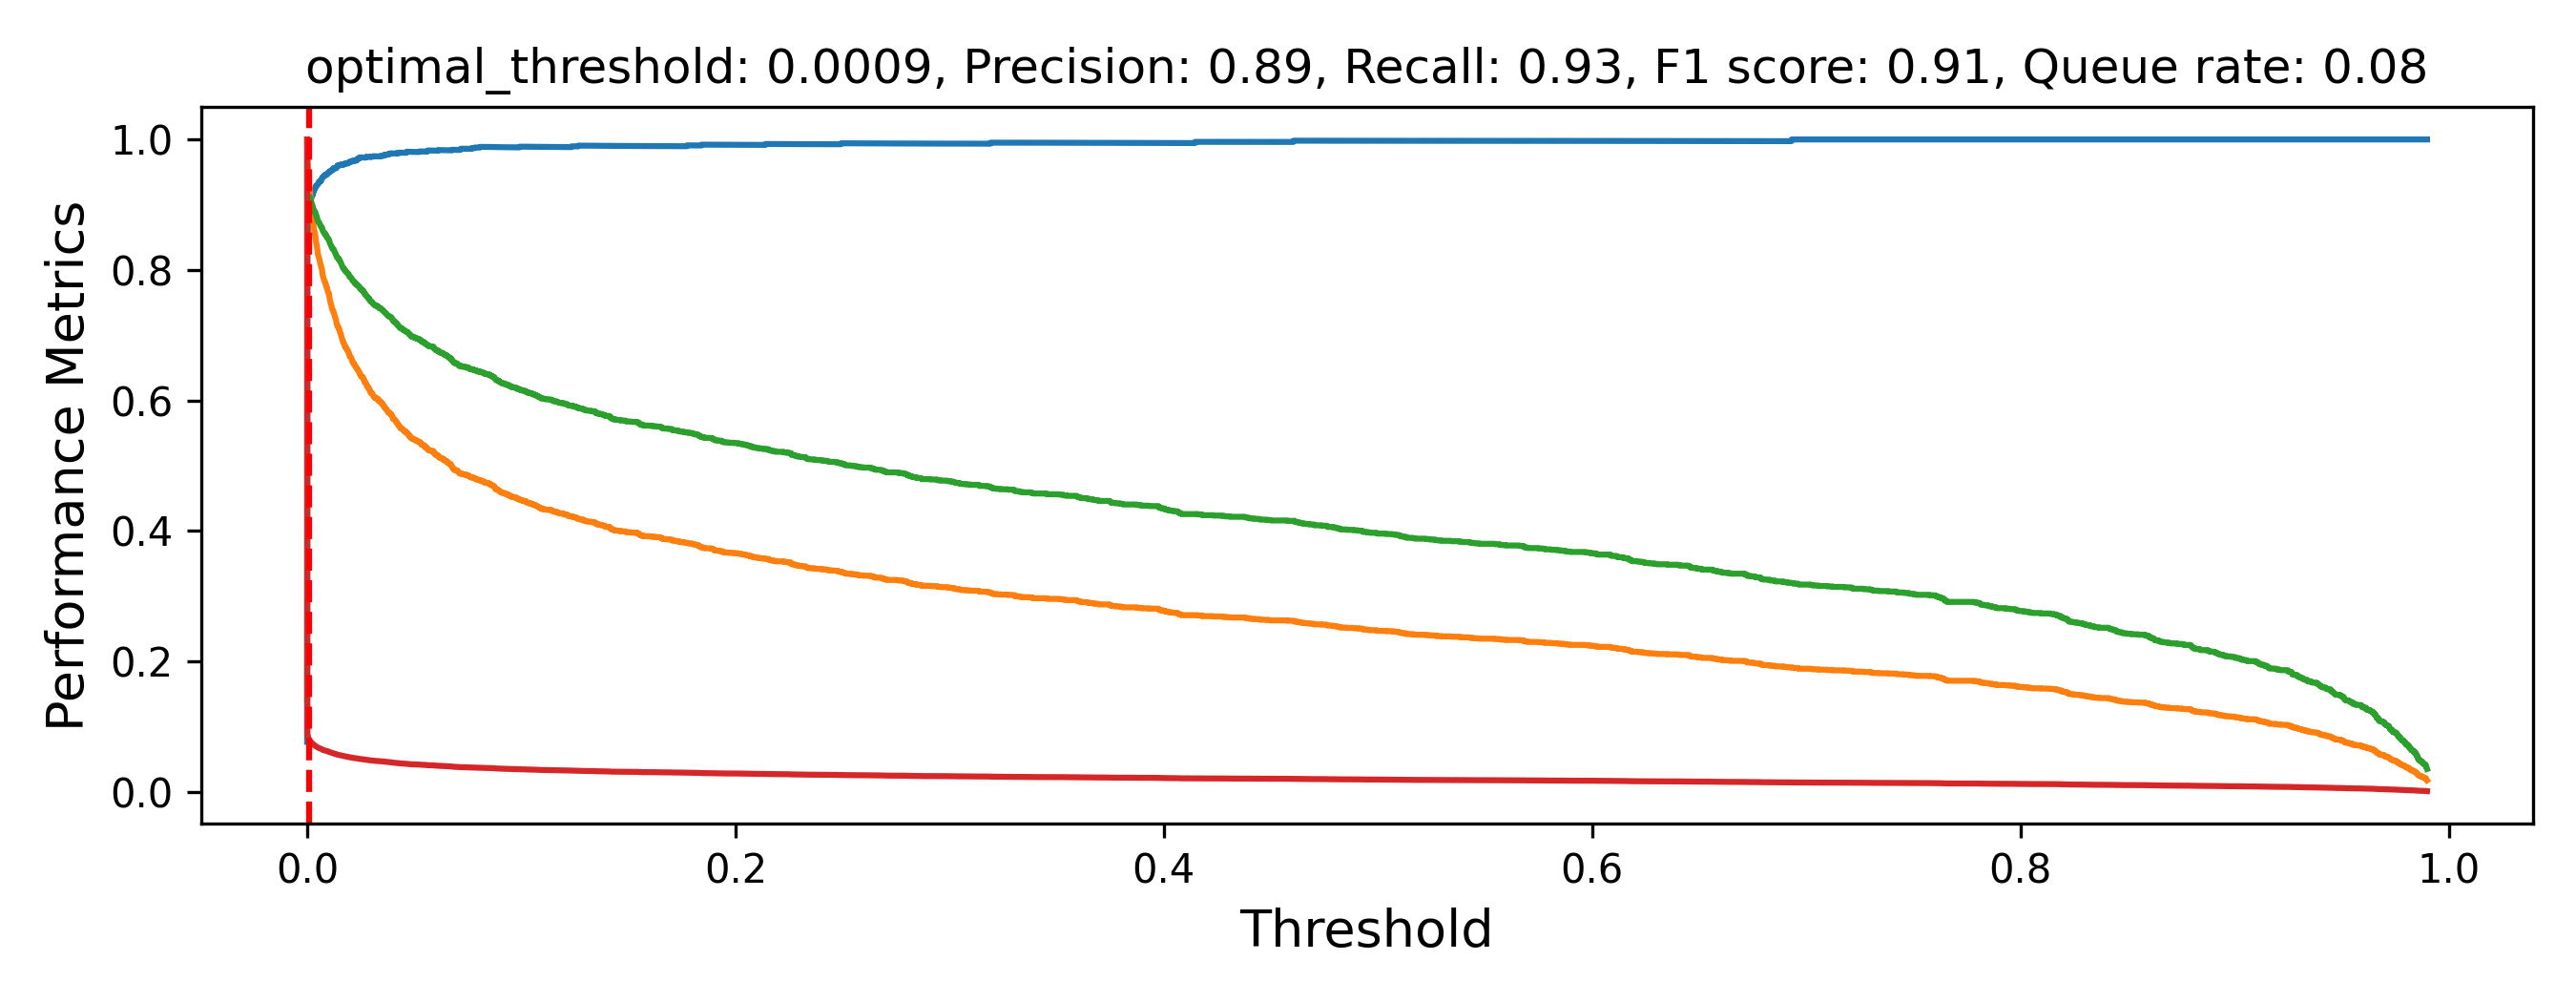 optimal_threshold: 0.0009, Precision: 0.89, Recall: 0.93, F1 score: 0.91, Queue rate: 0.08
Performance Metrics
1.0
0.8
0.6
0.4
0.2
0.0
0.0 0.2 0.4 0.6 0.8 1.0
Threshold